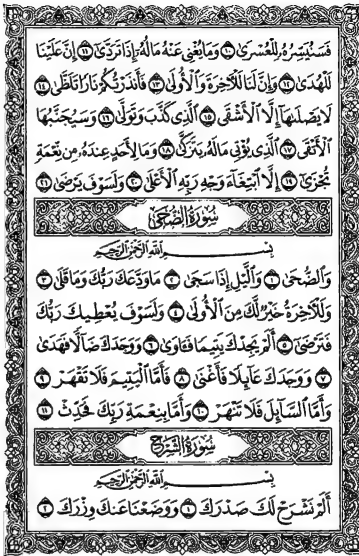 فَسَنُيَسِّرُهُۥ لِلْعُسْرَىٰ ١٠ وَمَا يُغْنِى عَنْهُ مَالُهُۥٓ إِذَا تَرَدَّىٰٓ ١١ إِنَّ عَلَيْنَا
لَلْهُدَىٰ ١٢ وَإِنَّ لَنَا لَلْءَاخِرَةَ وَٱلْأُولَىٰ ١٣ فَأَنذَرْتُكُمْ نَارًا تَلَظَّىٰ ١٤
لَا يَصْلَىٰهَآ إِلَّا ٱلْأَشْقَى ١٥ ٱلَّذِى كَذَّبَ وَتَوَلَّىٰ ١٦ وَسَيُجَنَّبُهَا
ٱلْأَتْقَى ١٧ ٱلَّذِى يُؤْتِى مَالَهُۥ يَتَزَكَّىٰ ١٨ وَمَا لِأَحَدٍ عِندَهُۥ مِن نِّعْمَةٍ
تُجْزَىٰٓ ١٩ إِلَّا ٱبْتِغَآءَ وَجْهِ رَبِّهِ ٱلْأَعْلَىٰ ٢٠ وَلَسَوْفَ يَرْضَىٰ ٢١
سُورَةُ الضُّحَىٰ
بِسْمِ ٱللَّهِ ٱلرَّحْمَٰنِ ٱلرَّحِيمِ
وَٱلضُّحَىٰ ١ وَٱلَّيْلِ إِذَا سَجَىٰ ٢ مَا وَدَّعَكَ رَبُّكَ وَمَا قَلَىٰ ٣
وَلَلْءَاخِرَةُ خَيْرٌ لَّكَ مِنَ ٱلْأُولَىٰ ٤ وَلَسَوْفَ يُعْطِيكَ رَبُّكَ
فَتَرْضَىٰٓ ٥ أَلَمْ يَجِدْكَ يَتِيمًا فَـَٔاوَىٰ ٦ وَوَجَدَكَ ضَآلًّا فَهَدَىٰ
٧ وَوَجَدَكَ عَآئِلًا فَأَغْنَىٰ ٨ فَأَمَّا ٱلْيَتِيمَ فَلَا تَقْهَرْ ٩
وَأَمَّا ٱلسَّآئِلَ فَلَا تَنْهَرْ ١٠ وَأَمَّا بِنِعْمَةِ رَبِّكَ فَحَدِّثْ ١١
سُورَةُ الشَّرْحِ
بِسْمِ ٱللَّهِ ٱلرَّحْمَٰنِ ٱلرَّحِيمِ
أَلَمْ نَشْرَحْ لَكَ صَدْرَكَ ١ وَوَضَعْنَا عَنكَ وِزْرَكَ ٢